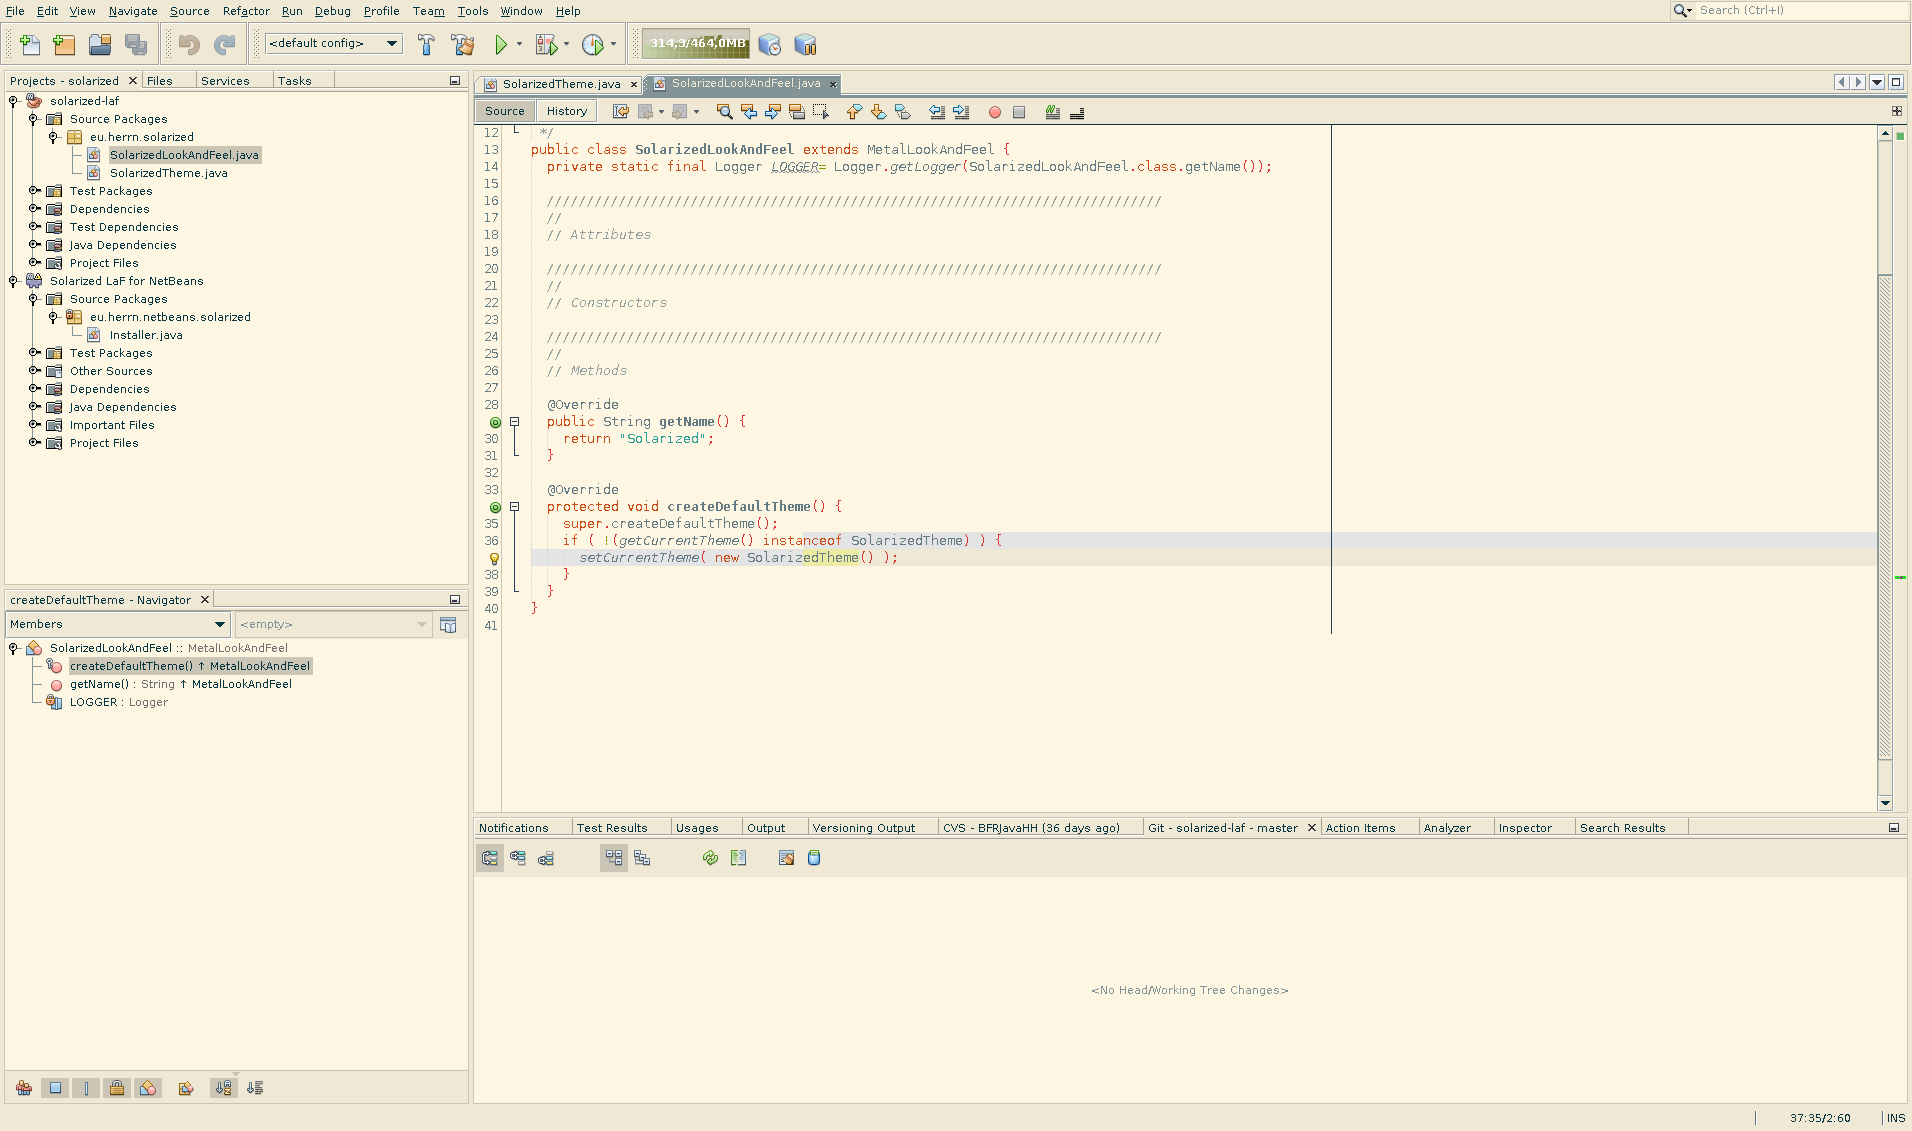 File Edit View Navigate Source Refactor Run Debug Profile Team Tools Window Help
Search (Ctrl+I)
<default config>
314,3/464,0MB
Projects - solarized
Files
Services
Tasks
solarized-laf
Source Packages
eu.herrn.solarized
SolarizedLookAndFeel.java
SolarizedTheme.java
Test Packages
Dependencies
Test Dependencies
Java Dependencies
Project Files
Solarized LaF for NetBeans
Source Packages
eu.herrn.netbeans.solarized
Installer.java
Test Packages
Other Sources
Dependencies
Java Dependencies
Important Files
Project Files
createDefaultTheme - Navigator
Members
<empty>
SolarizedLookAndFeel :: MetalLookAndFeel
createDefaultTheme() ↑ MetalLookAndFeel
getName() : String ↑ MetalLookAndFeel
LOGGER : Logger
SolarizedTheme.java
SolarizedLookAndFeel.java
Source
History
12 */
13 public class SolarizedLookAndFeel extends MetalLookAndFeel {
14 private static final Logger LOGGER= Logger.getLogger(SolarizedLookAndFeel.class.getName());
15
16 /////////////////////////////////////////////////////////////////////////////
17 //
18 // Attributes
19
20 /////////////////////////////////////////////////////////////////////////////
21 //
22 // Constructors
23
24 /////////////////////////////////////////////////////////////////////////////
25 //
26 // Methods
27
28 @Override
public String getName() {
30 return "Solarized";
31 }
32
33 @Override
protected void createDefaultTheme() {
35 super.createDefaultTheme();
36 if ( !(getCurrentTheme() instanceof SolarizedTheme) ) {
setCurrentTheme( new SolarizedTheme() );
38 }
39 }
40 }
41
Notifications
Test Results
Usages
Output
Versioning Output
CVS - BFRJavaHH (36 days ago)
Git - solarized-laf - master
Action Items
Analyzer
Inspector
Search Results
<No Head/Working Tree Changes>
37:35/2:60
INS